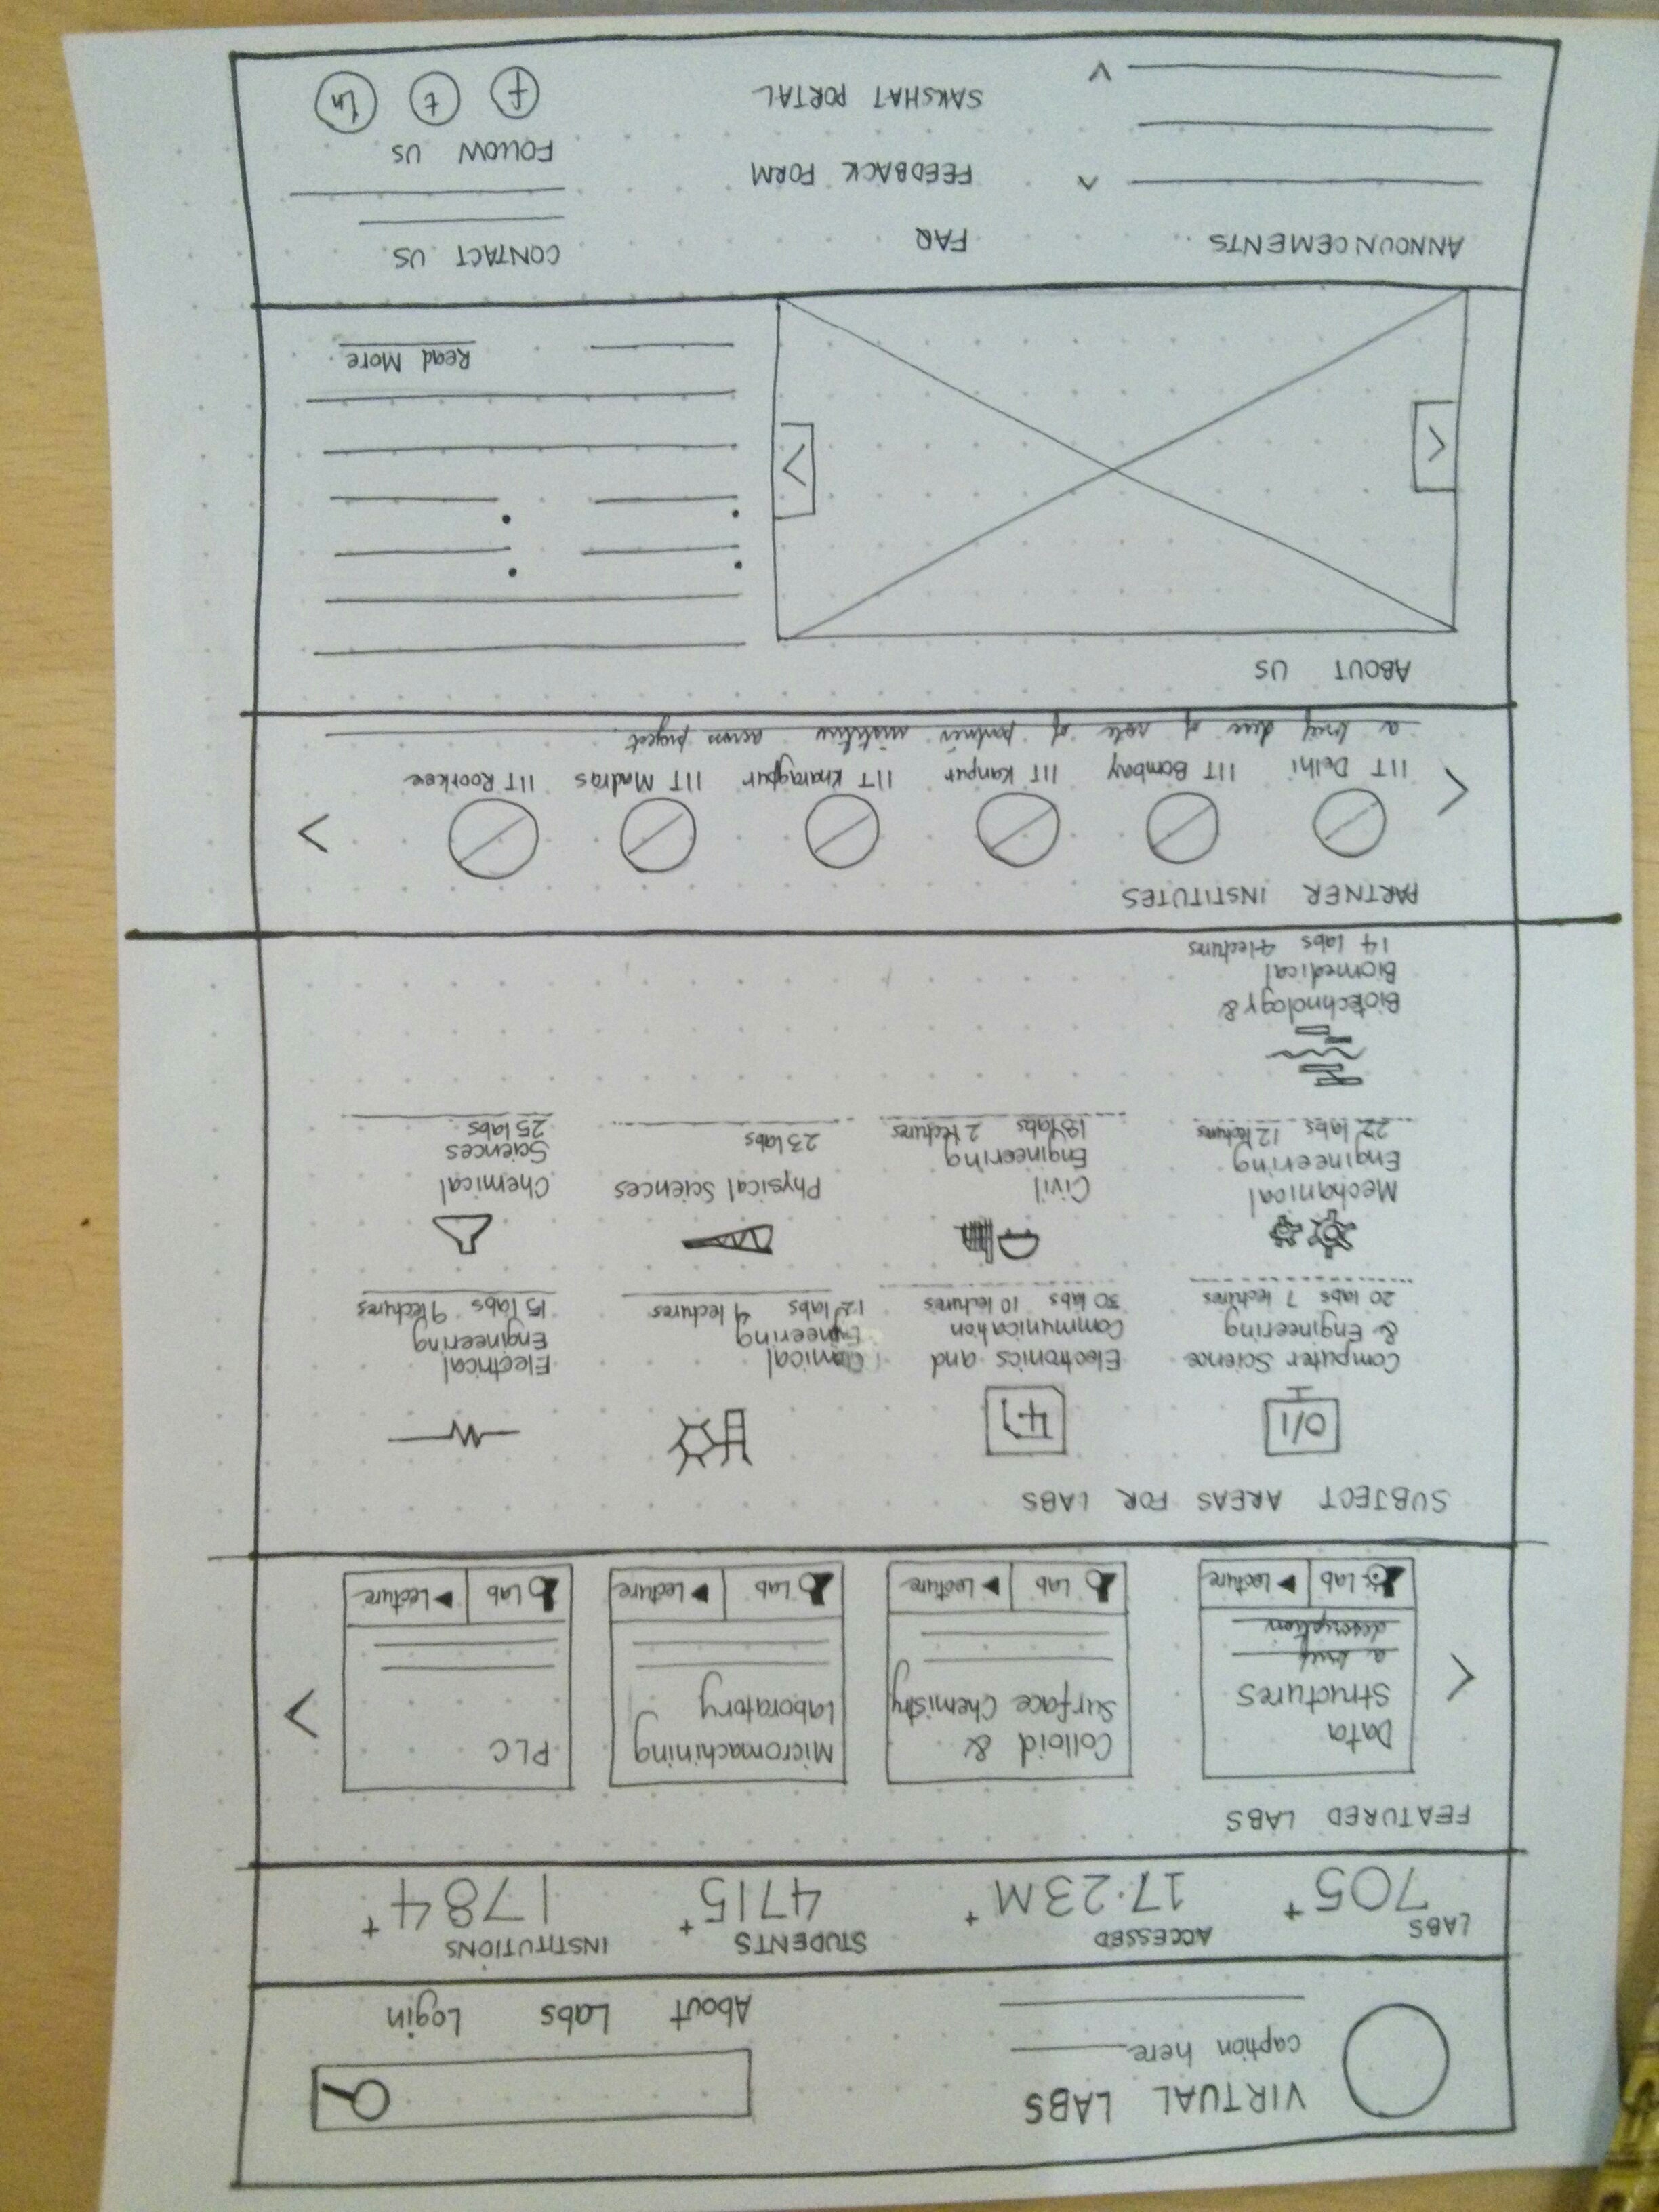 VIRTUAL LABS
caption here
About Labs Login
LABS
705+
ACCESSED
17.23M+
STUDENTS
4715+
INSTITUTIONS
1784+
FEATURED LABS
Data
Structures
a brief
description
Lab Lecture
Colloid &
Surface Chemistry
Lab Lecture
Micromachining
Laboratory
Lab Lecture
PLC
Lab Lecture
SUBJECT AREAS FOR LABS
0/1
Computer Science
& Engineering
20 labs 7 lectures
Electronics and
Communication
30 labs 10 lectures
Engineering
12 labs 4 lectures
Electrical
Engineering
15 labs 9 lectures
Mechanical
Engineering
22 labs 12 lectures
Civil
Engineering
18 labs 2 lectures
Physical Sciences
23 labs
Chemical
Sciences
25 labs
Biotechnology &
Biomedical
14 labs 4 lectures
PARTNER INSTITUTES
IIT Delhi
IIT Bombay
IIT Kanpur
IIT Kharagpur
IIT Madras
IIT Roorkee
a brief desc of role of partner institute across project
ABOUT US
Read More
ANNOUNCEMENTS
FAQ
FEEDBACK FORM
SAKSHAT PORTAL
CONTACT US
FOLLOW US
f t in